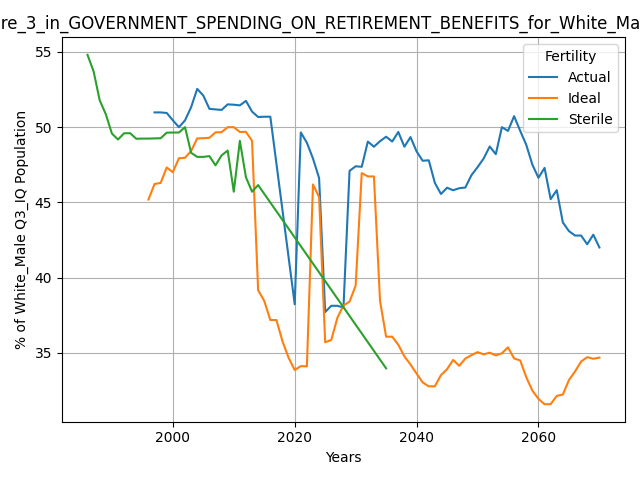 re_3_in_GOVERNMENT_SPENDING_ON_RETIREMENT_BENEFITS_for_White_Ma
55
50
45
40
35
% of White_Male Q3_IQ Population
Fertility
Actual
Ideal
Sterile
2000
2020
2040
2060
Years